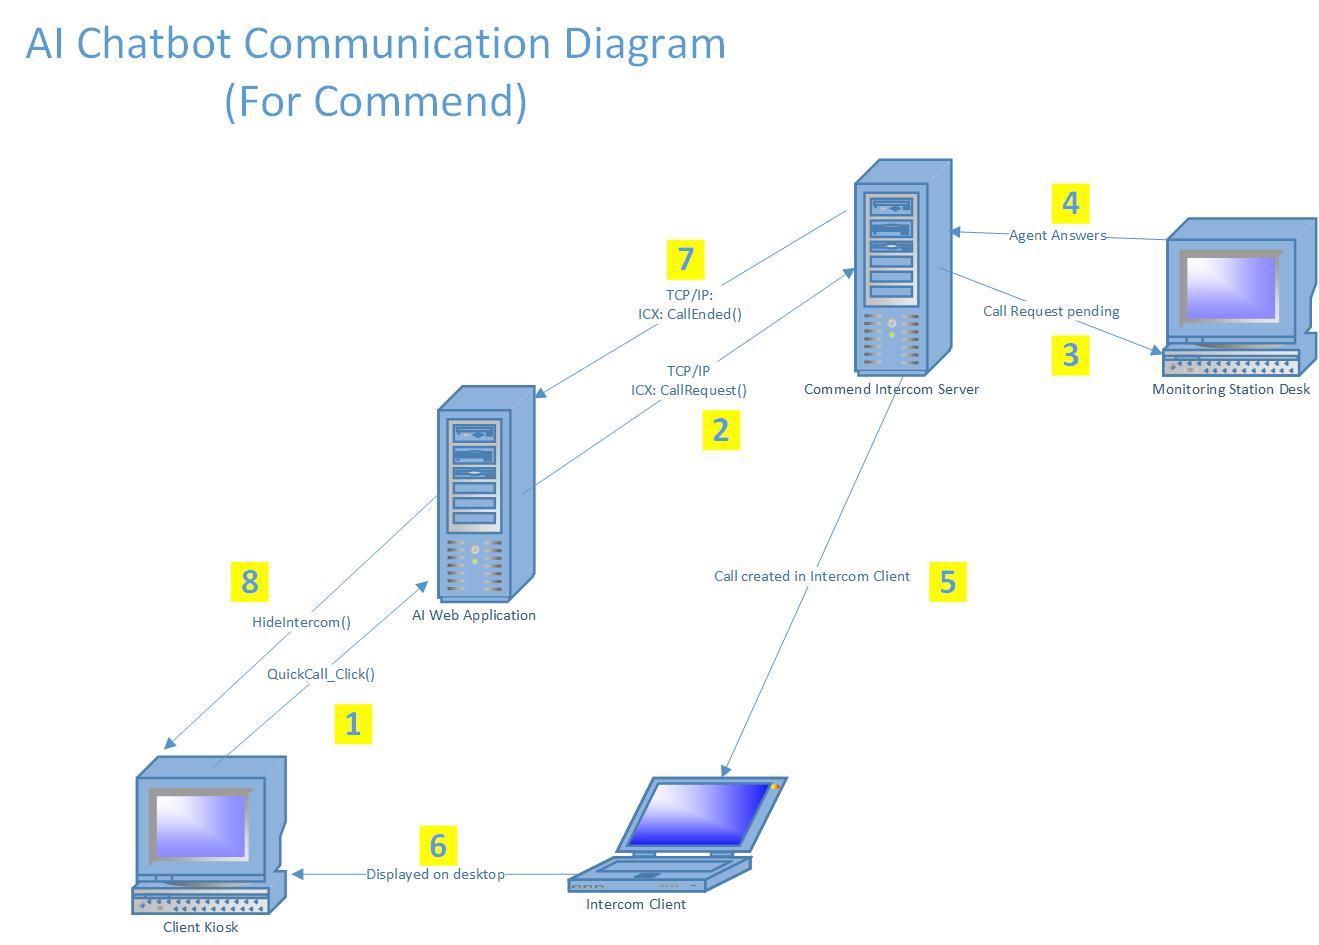 AI Chatbot Communication Diagram
(For Commend)
4
Agent Answers
7
TCP/IP:
ICX: CallEnded()
Call Request pending
3
TCP/IP
ICX: CallRequest()
2
Commend Intercom Server
Monitoring Station Desk
8
HideIntercom()
AI Web Application
Call created in Intercom Client
5
QuickCall_Click()
1
6
Displayed on desktop
Intercom Client
Client Kiosk